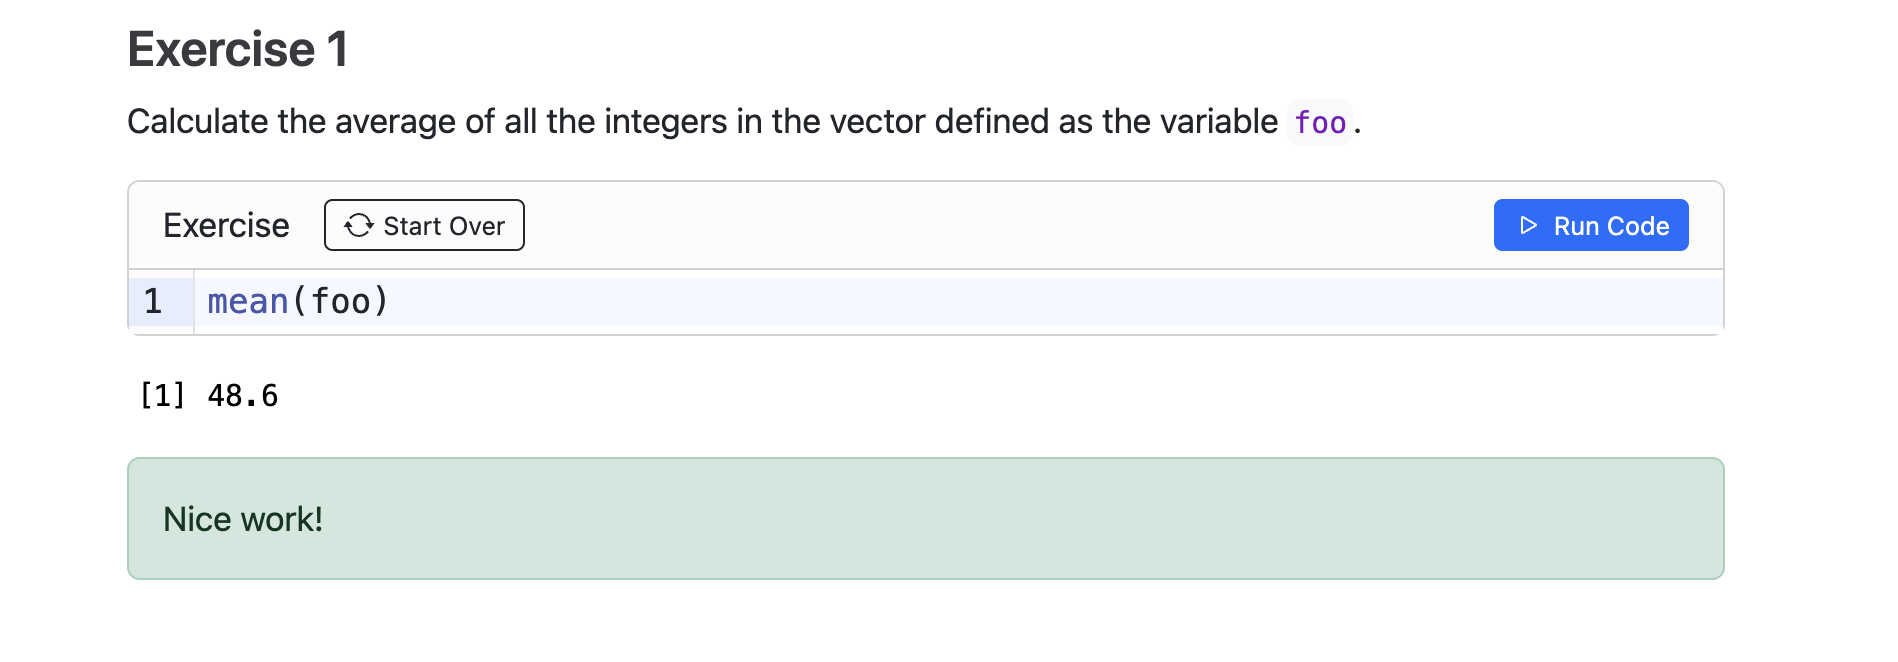 Exercise 1
Calculate the average of all the integers in the vector defined as the variable foo.
Exercise Start Over Run Code
1 mean(foo)
[1] 48.6
Nice work!